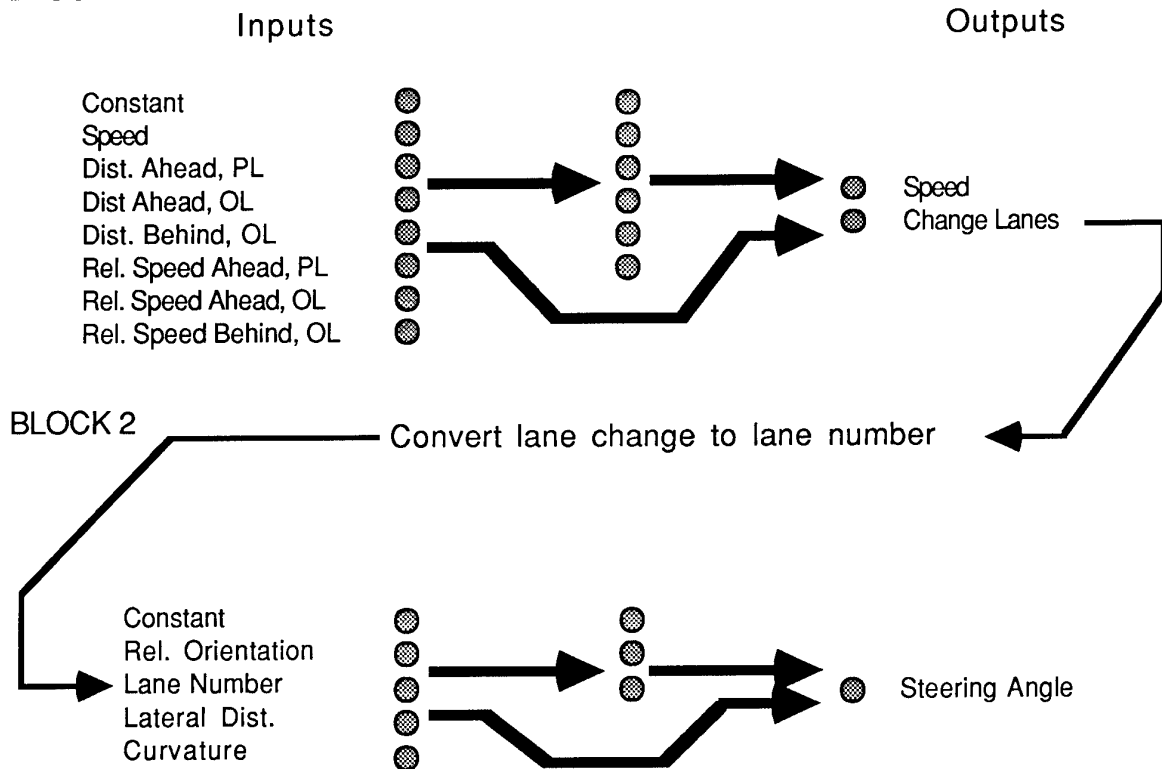 Inputs
Outputs
Constant
Speed
Dist. Ahead, PL
Dist Ahead, OL
Dist. Behind, OL
Rel. Speed Ahead, PL
Rel. Speed Ahead, OL
Rel. Speed Behind, OL
Speed
Change Lanes
BLOCK 2
Convert lane change to lane number
Constant
Rel. Orientation
Lane Number
Lateral Dist.
Curvature
Steering Angle